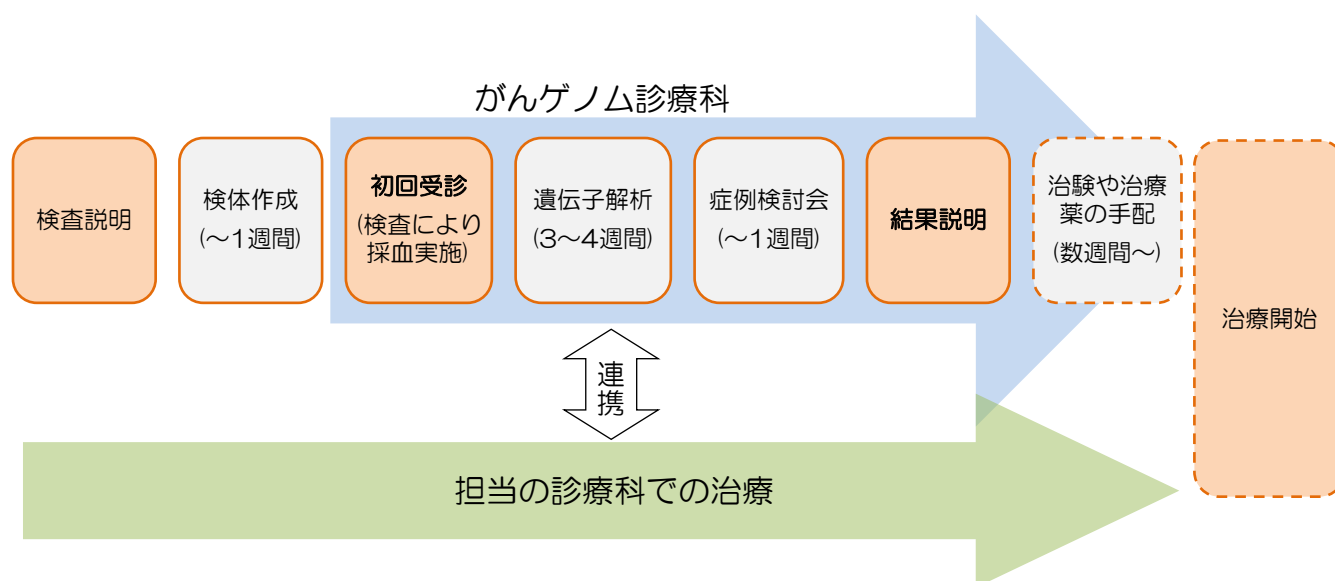 がんゲノム診療科
検査説明
検体作成
(～1週間)
初回受診
(検査により
採血実施)
遺伝子解析
(3～4週間)
症例検討会
(～1週間)
結果説明
治験や治療
薬の手配
(数週間～)
治療開始
連
携
担当の診療科での治療